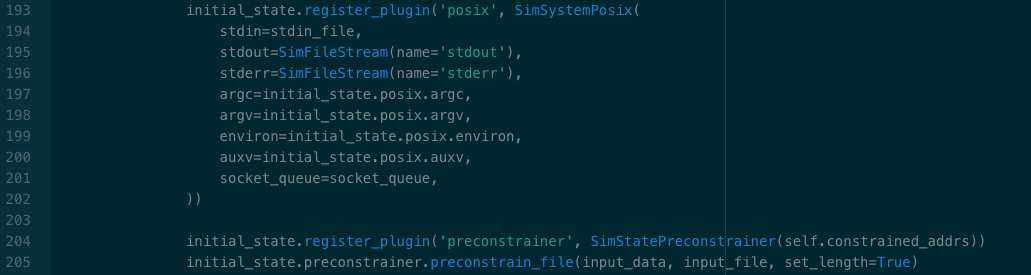 193 initial_state.register_plugin('posix', SimSystemPosix(
194 stdin=stdin_file,
195 stdout=SimFileStream(name='stdout'),
196 stderr=SimFileStream(name='stderr'),
197 argc=initial_state.posix.argc,
198 argv=initial_state.posix.argv,
199 environ=initial_state.posix.environ,
200 auxv=initial_state.posix.auxv,
201 socket_queue=socket_queue,
202 ))
203
204 initial_state.register_plugin('preconstrainer', SimStatePreconstrainer(self.constrained_addrs))
205 initial_state.preconstrainer.preconstrain_file(input_data, input_file, set_length=True)